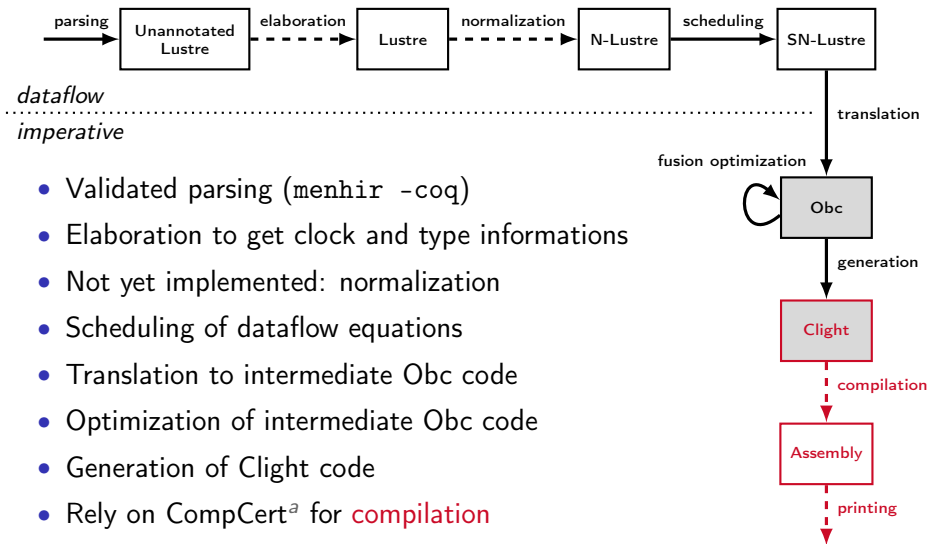 parsing
Unannotated
Lustre
elaboration
Lustre
normalization
N-Lustre
scheduling
SN-Lustre
dataflow
imperative
translation
fusion optimization
Obc
generation
Clight
compilation
Assembly
printing
• Validated parsing (menhir -coq)
• Elaboration to get clock and type informations
• Not yet implemented: normalization
• Scheduling of dataflow equations
• Translation to intermediate Obc code
• Optimization of intermediate Obc code
• Generation of Clight code
• Rely on CompCertᵃ for compilation